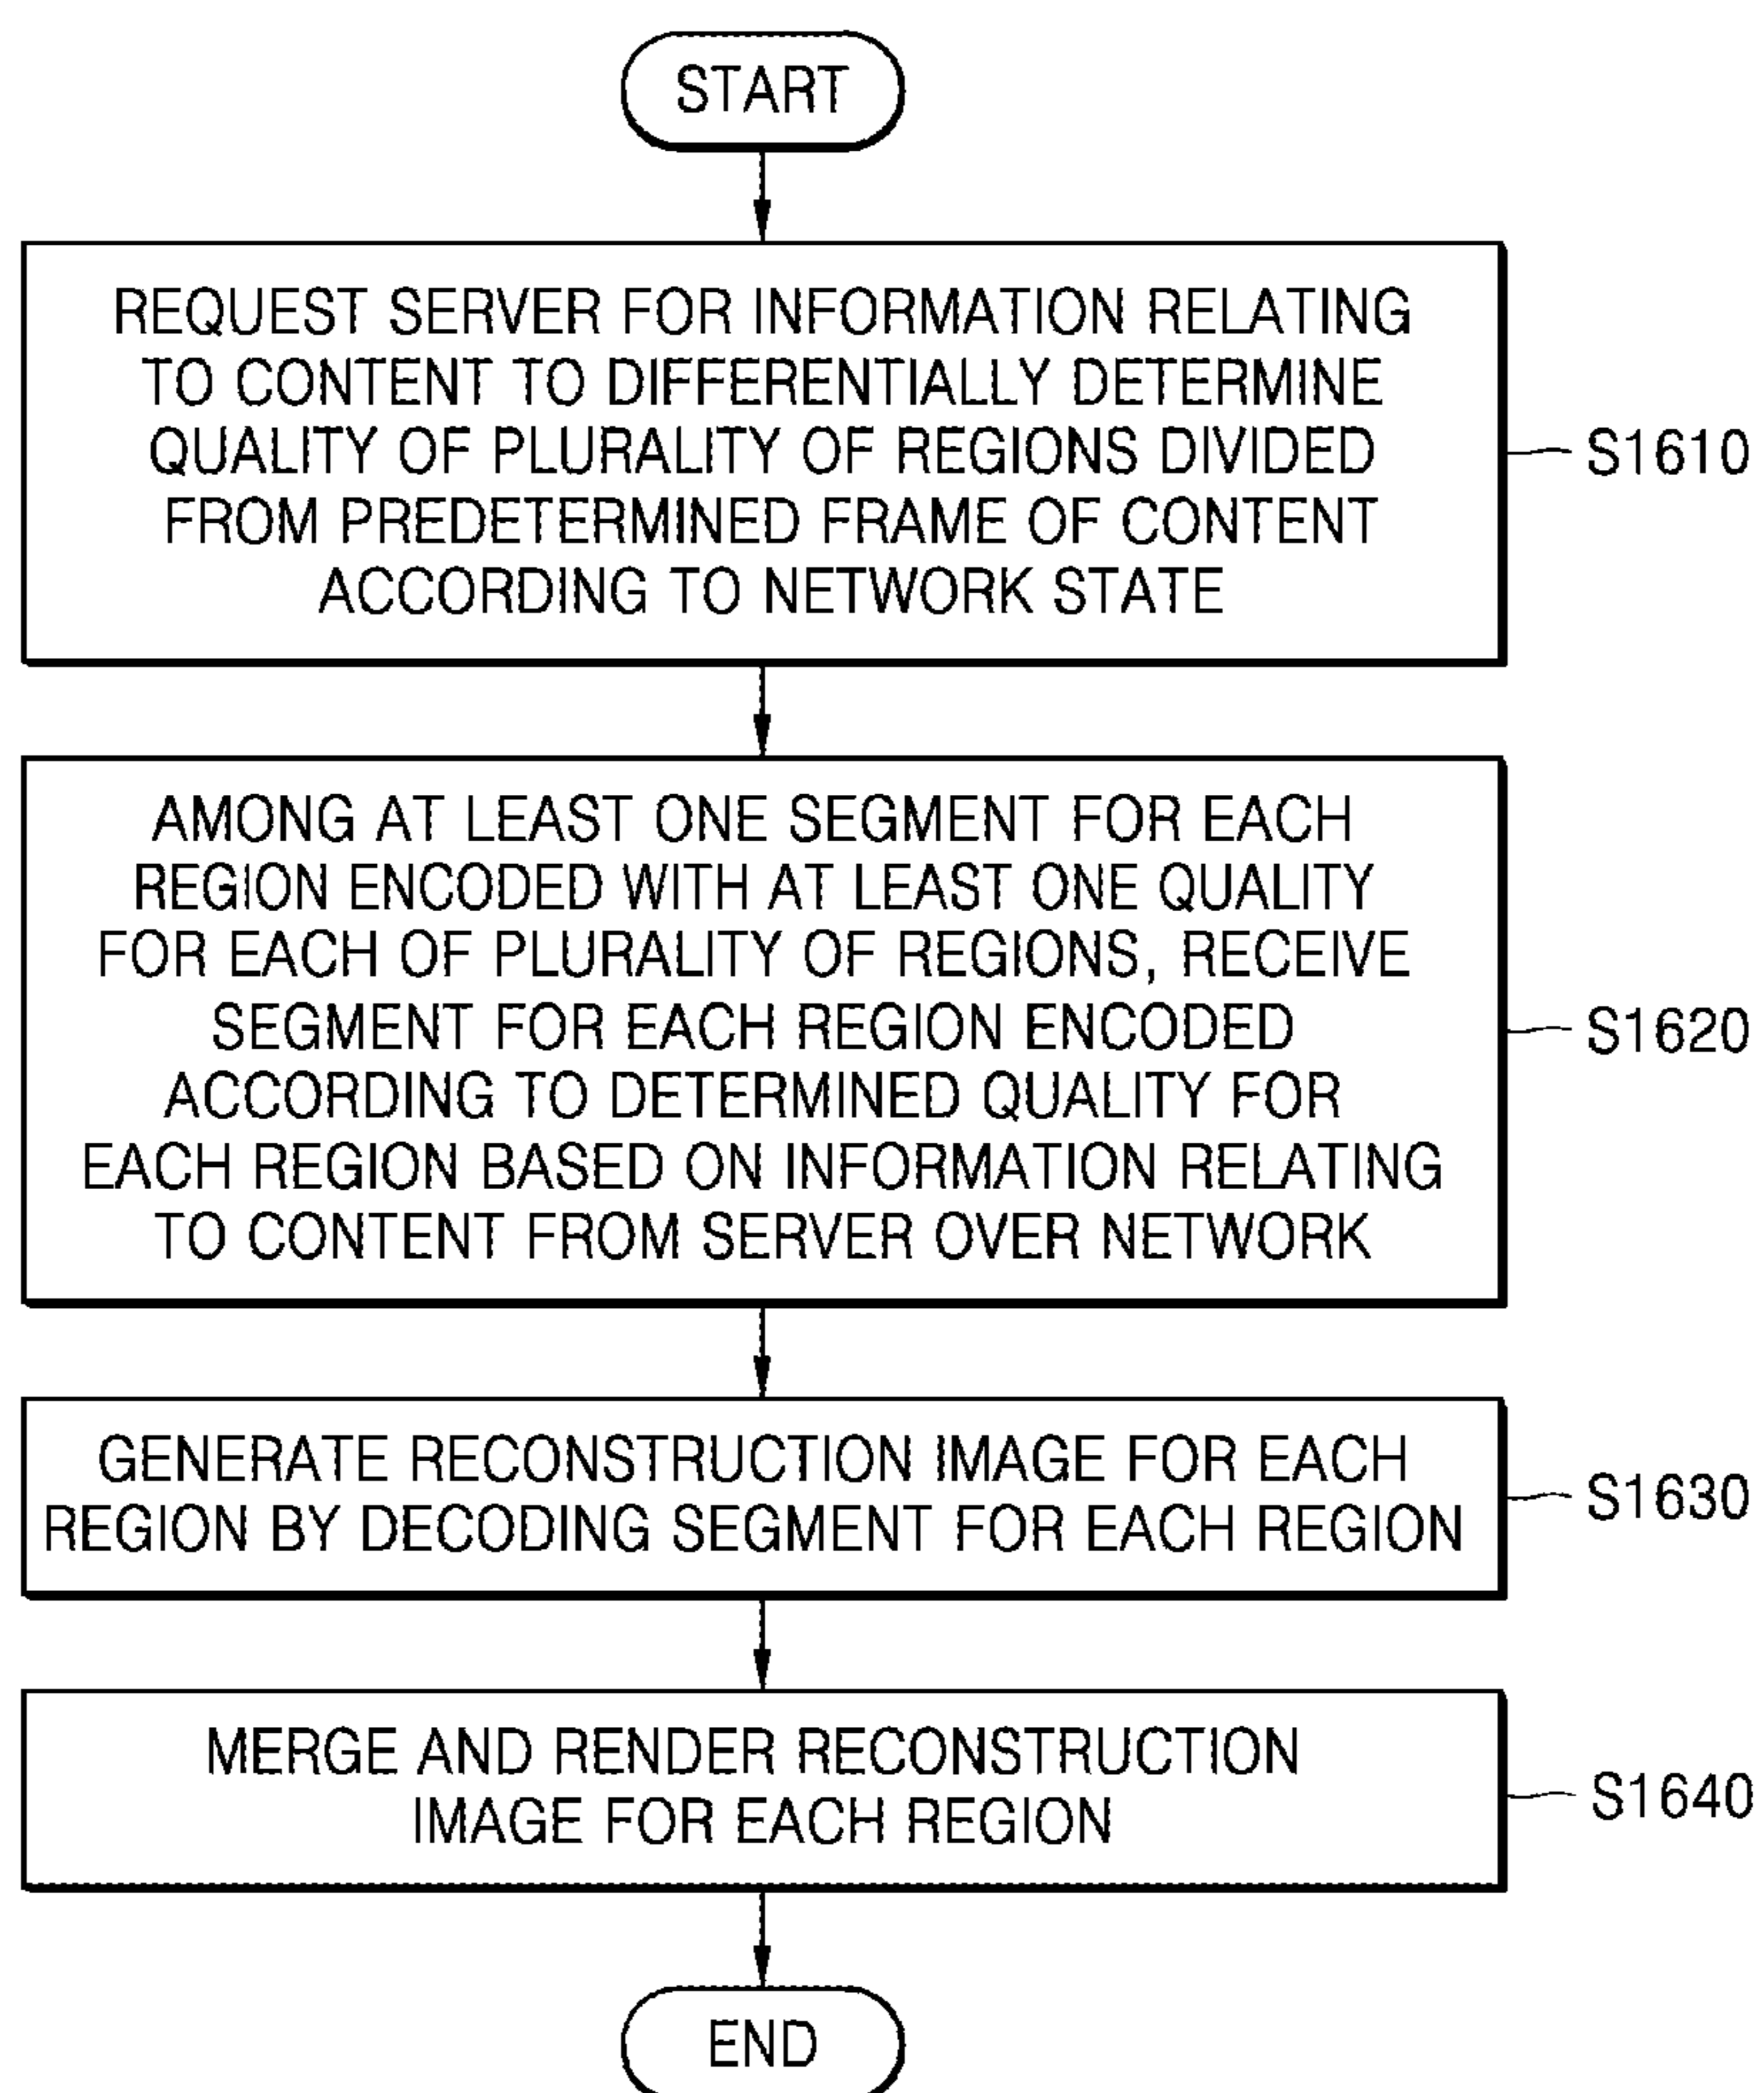 START
REQUEST SERVER FOR INFORMATION RELATING
TO CONTENT TO DIFFERENTIALLY DETERMINE
QUALITY OF PLURALITY OF REGIONS DIVIDED
FROM PREDETERMINED FRAME OF CONTENT
ACCORDING TO NETWORK STATE
S1610
AMONG AT LEAST ONE SEGMENT FOR EACH
REGION ENCODED WITH AT LEAST ONE QUALITY
FOR EACH OF PLURALITY OF REGIONS, RECEIVE
SEGMENT FOR EACH REGION ENCODED
ACCORDING TO DETERMINED QUALITY FOR
EACH REGION BASED ON INFORMATION RELATING
TO CONTENT FROM SERVER OVER NETWORK
S1620
GENERATE RECONSTRUCTION IMAGE FOR EACH
REGION BY DECODING SEGMENT FOR EACH REGION
S1630
MERGE AND RENDER RECONSTRUCTION
IMAGE FOR EACH REGION
S1640
END